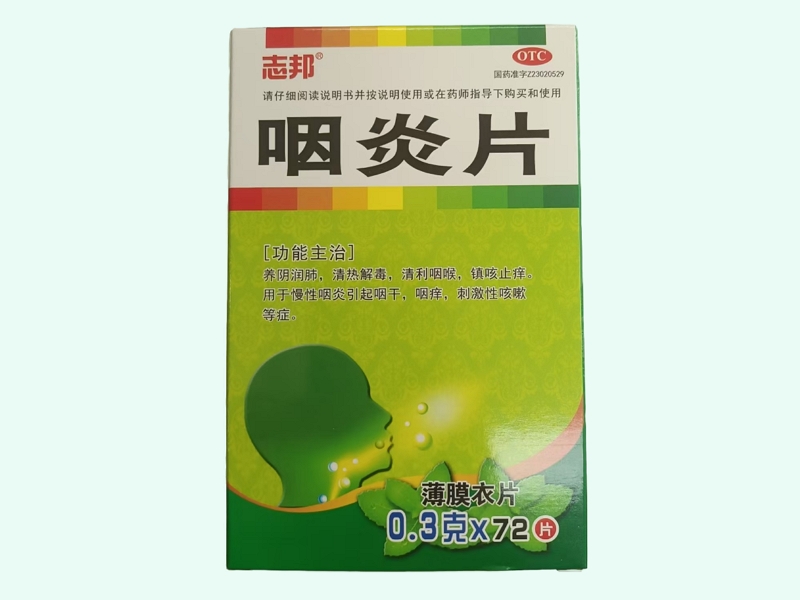 志邦®
OTC
国药准字Z23020529
请仔细阅读说明书并按说明使用或在药师指导下购买和使用
咽炎片
[功能主治]
养阴润肺，清热解毒，清利咽喉，镇咳止痒。
用于慢性咽炎引起咽干，咽痒，刺激性咳嗽
等症。
薄膜衣片
0.3克x72片